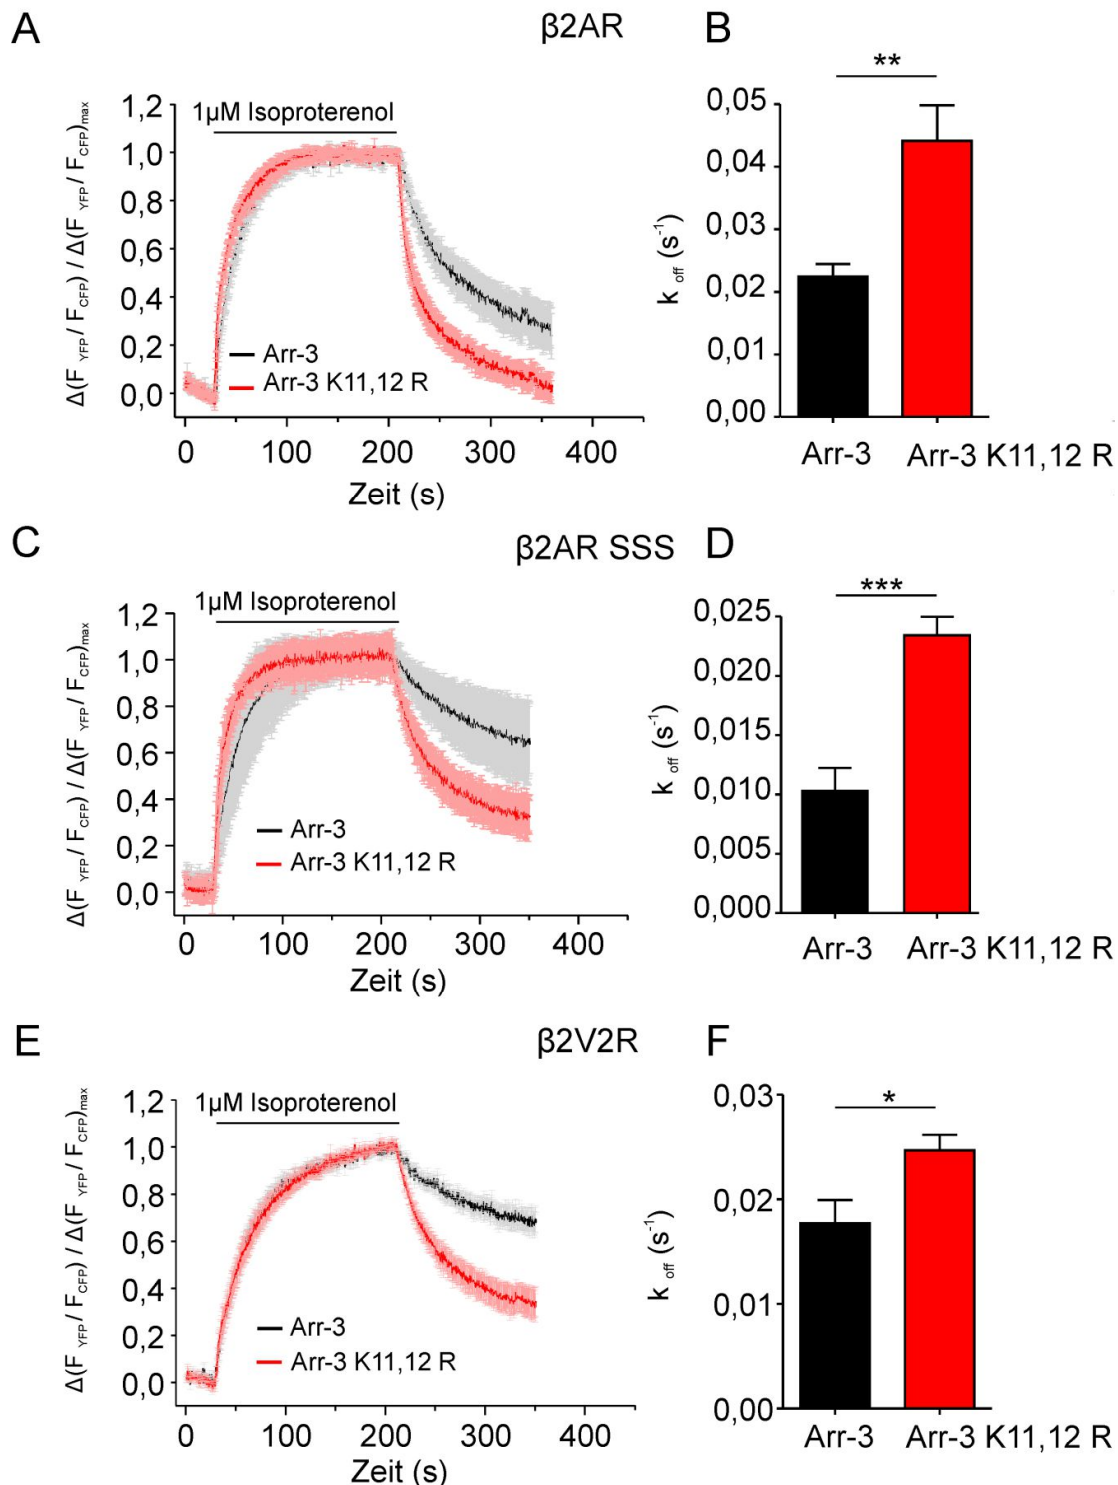 A
β2AR
B
1µM Isoproterenol
Δ(F YFP / F CFP) / Δ(F YFP / F CFP)max
1,2
1,0
0,8
0,6
0,4
0,2
0,0
Arr-3
Arr-3 K11,12 R
0 100 200 300 400
Zeit (s)
**
k off (s-1)
0,05
0,04
0,03
0,02
0,01
0,00
Arr-3 Arr-3 K11,12 R
C
β2AR SSS
D
1µM Isoproterenol
Δ(F YFP / F CFP) / Δ(F YFP / F CFP)max
1,2
1,0
0,8
0,6
0,4
0,2
0,0
Arr-3
Arr-3 K11,12 R
0 100 200 300 400
Zeit (s)
***
k off (s-1)
0,025
0,020
0,015
0,010
0,005
0,000
Arr-3 Arr-3 K11,12 R
E
β2V2R
F
1µM Isoproterenol
Δ(F YFP / F CFP) / Δ(F YFP / F CFP)max
1,2
1,0
0,8
0,6
0,4
0,2
0,0
Arr-3
Arr-3 K11,12 R
0 100 200 300 400
Zeit (s)
*
k off (s-1)
0,03
0,02
0,01
0,00
Arr-3 Arr-3 K11,12 R